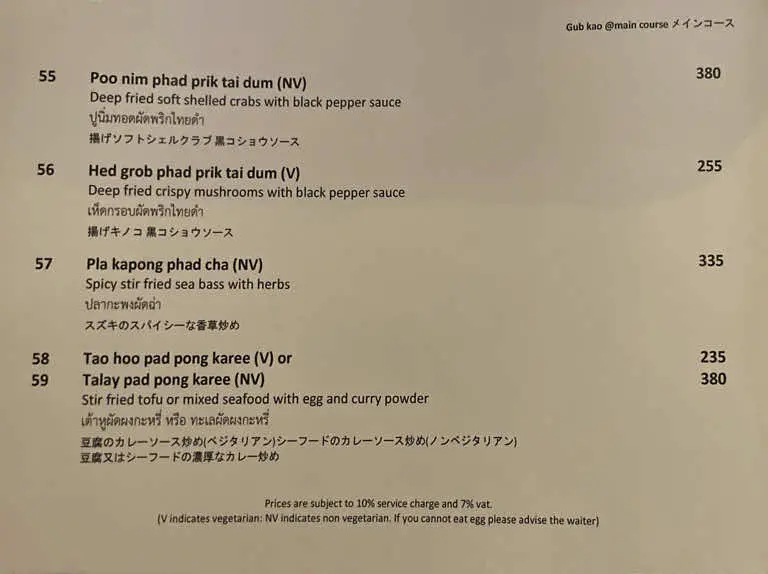 Gub kao @main course メインコース
55 Poo nim phad prik tai dum (NV) 380
Deep fried soft shelled crabs with black pepper sauce
ปูนิ่มทอดผัดพริกไทยดำ
揚げソフトシェルクラブ 黒コショウソース
56 Hed grob phad prik tai dum (V) 255
Deep fried crispy mushrooms with black pepper sauce
เห็ดกรอบผัดพริกไทยดำ
揚げキノコ 黒コショウソース
57 Pla kapong phad cha (NV) 335
Spicy stir fried sea bass with herbs
ปลากะพงผัดฉ่า
スズキのスパイシーな香草炒め
58 Tao hoo pad pong karee (V) or 235
59 Talay pad pong karee (NV) 380
Stir fried tofu or mixed seafood with egg and curry powder
เต้าหูผัดผงกะหรี่ หรือ ทะเลผัดผงกะหรี่
豆腐のカレーソース炒め(ベジタリアン)シーフードのカレーソース炒め(ノンベジタリアン)
豆腐又はシーフードの濃厚なカレー炒め
Prices are subject to 10% service charge and 7% vat.
(V indicates vegetarian: NV indicates non vegetarian. If you cannot eat egg please advise the waiter)